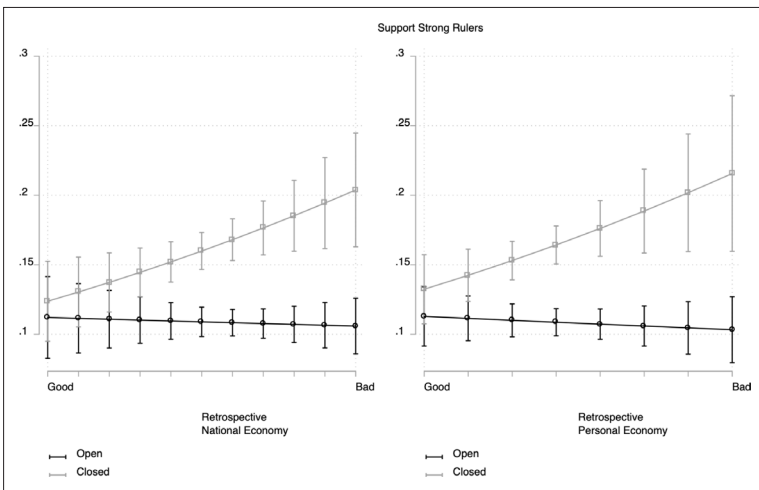 Support Strong Rulers
.3
.25
.2
.15
.1
Good
Bad
Retrospective
National Economy
Open
Closed
.3
.25
.2
.15
.1
Good
Bad
Retrospective
Personal Economy
Open
Closed